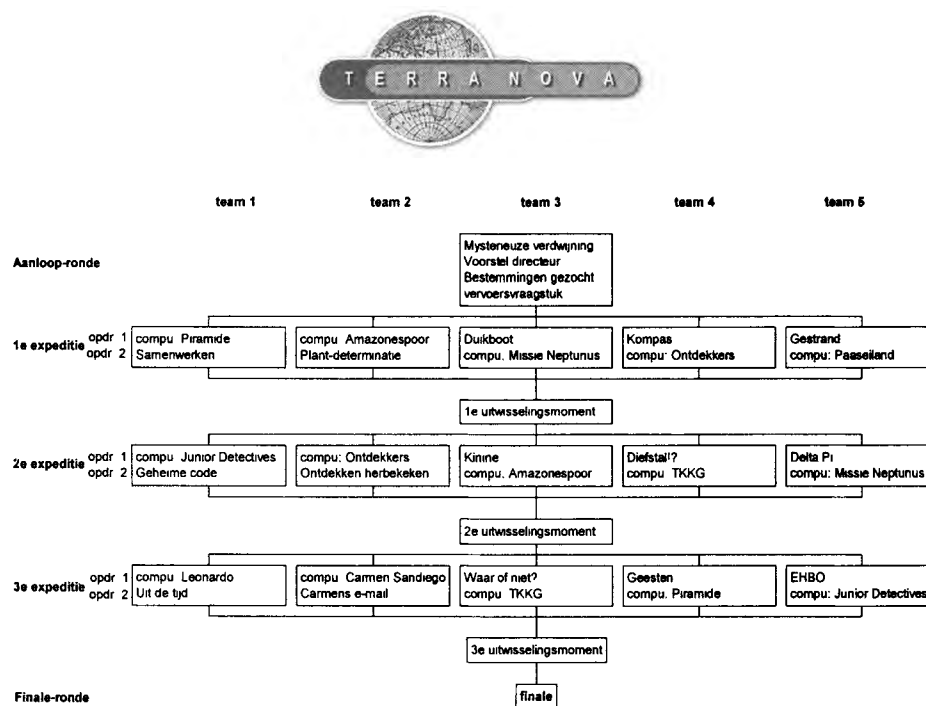 TERRA NOVA
team 1 team 2 team 3 team 4 team 5
Aanloop-ronde
Mysterieuze verdwijning
Voorstel directeur
Bestemmingen gezocht
vervoersvraagstuk
1e expeditie
opdr 1
opdr 2
compu Piramide
Samenwerken
compu Amazonespoor
Plant-determinatie
Duikboot
compu. Missie Neptunus
Kompas
compu: Ontdekkers
Gestrand
compu: Paaseiland
1e uitwisselingsmoment
2e expeditie
opdr 1
opdr 2
compu Junior Detectives
Geheime code
compu: Ontdekkers
Ontdekken herbekeken
Kinine
compu. Amazonespoor
Diefstal!?
compu TKKG
Delta Pi
compu: Missie Neptunus
2e uitwisselingsmoment
3e expeditie
opdr 1
opdr 2
compu Leonardo
Uit de tijd
compu Carmen Sandiego
Carmens e-mail
Waar of niet?
compu TKKG
Geesten
compu. Piramide
EHBO
compu: Junior Detectives
3e uitwisselingsmoment
Finale-ronde
finale